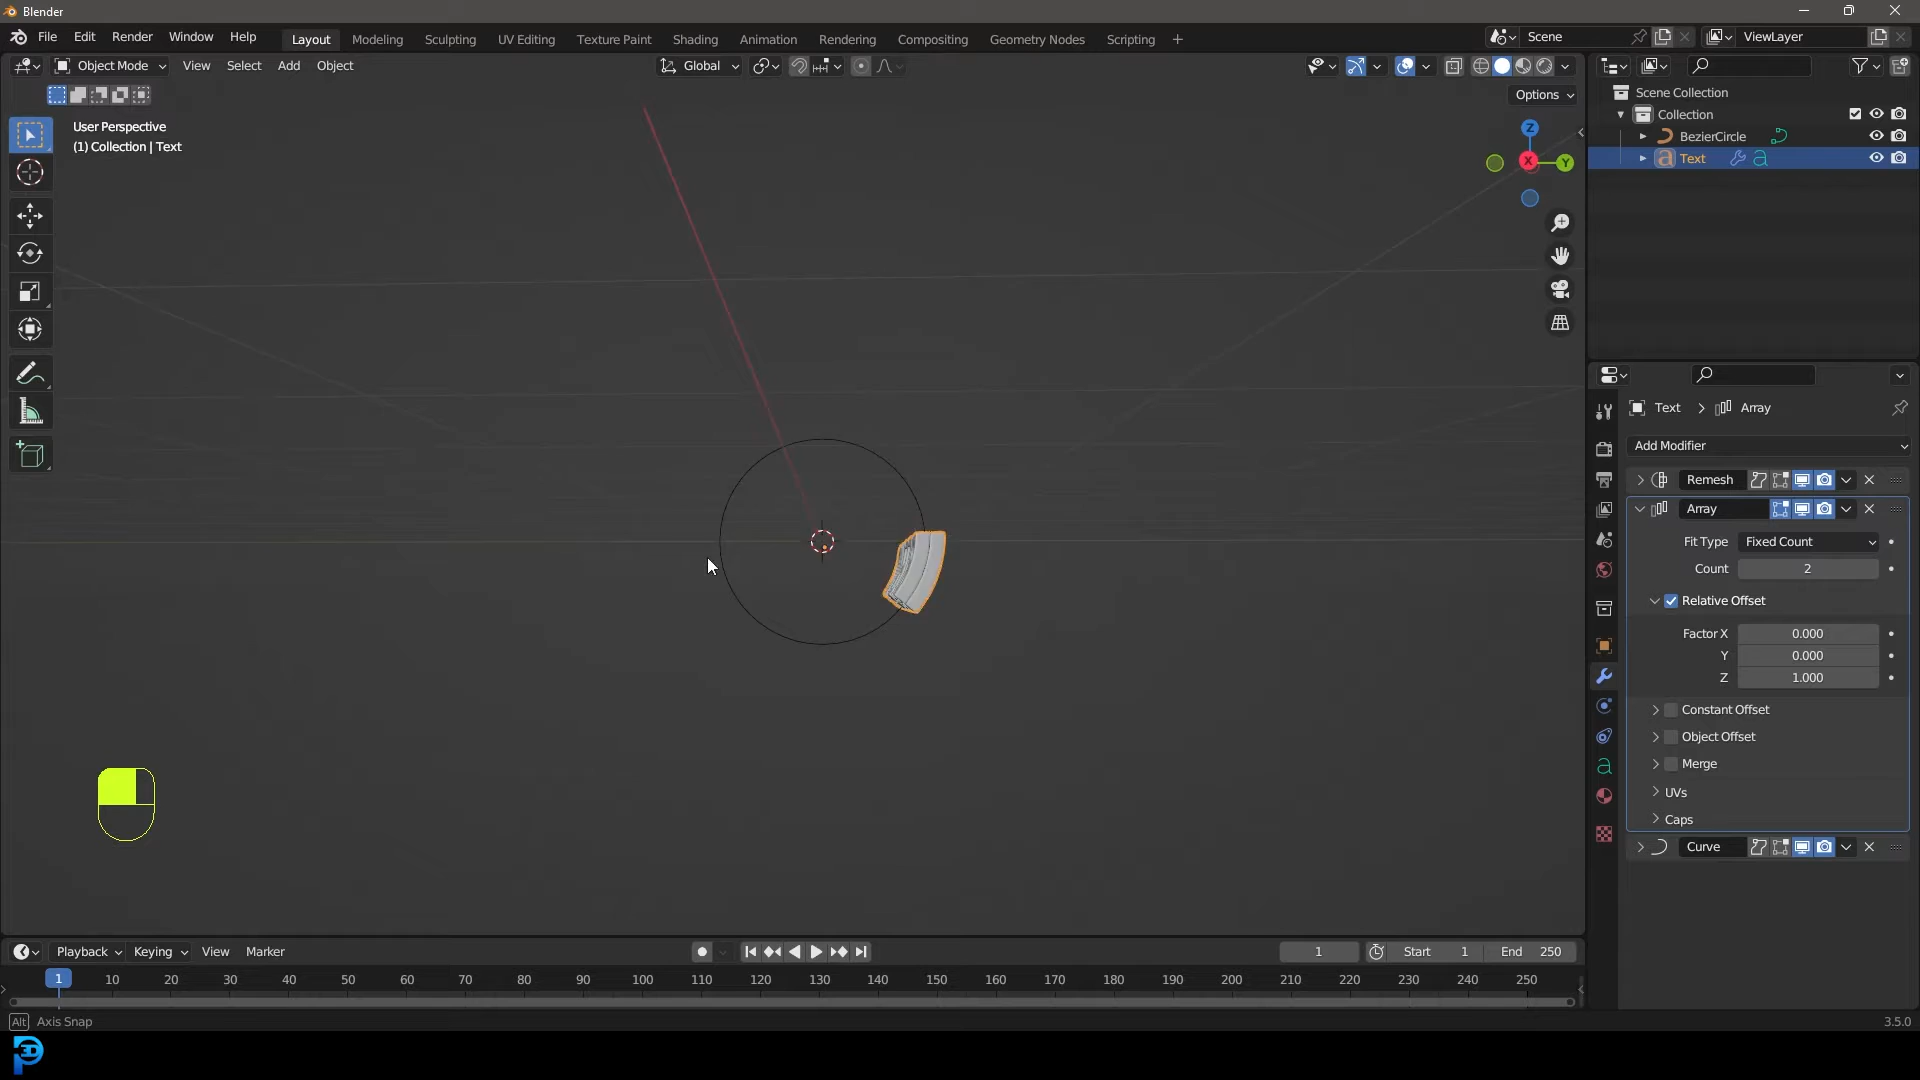 Blender
File Edit Render Window Help Layout Modeling Sculpting UV Editing Texture Paint Shading Animation Rendering Compositing Geometry Nodes Scripting + Scene ViewLayer
Object Mode View Select Add Object Global
Options
User Perspective
(1) Collection | Text
Z
X
Y
Scene Collection
Collection
BezierCircle
Text
Text > Array
Add Modifier
Remesh
Array
Fit Type Fixed Count
Count 2
Relative Offset
Factor X 0.000
Y 0.000
Z 1.000
Constant Offset
Object Offset
Merge
UVs
Caps
Curve
Playback Keying View Marker 1 Start 1 End 250
1 10 20 30 40 50 60 70 80 90 100 110 120 130 140 150 160 170 180 190 200 210 220 230 240 250
Alt Axis Snap 3.5.0
P3D